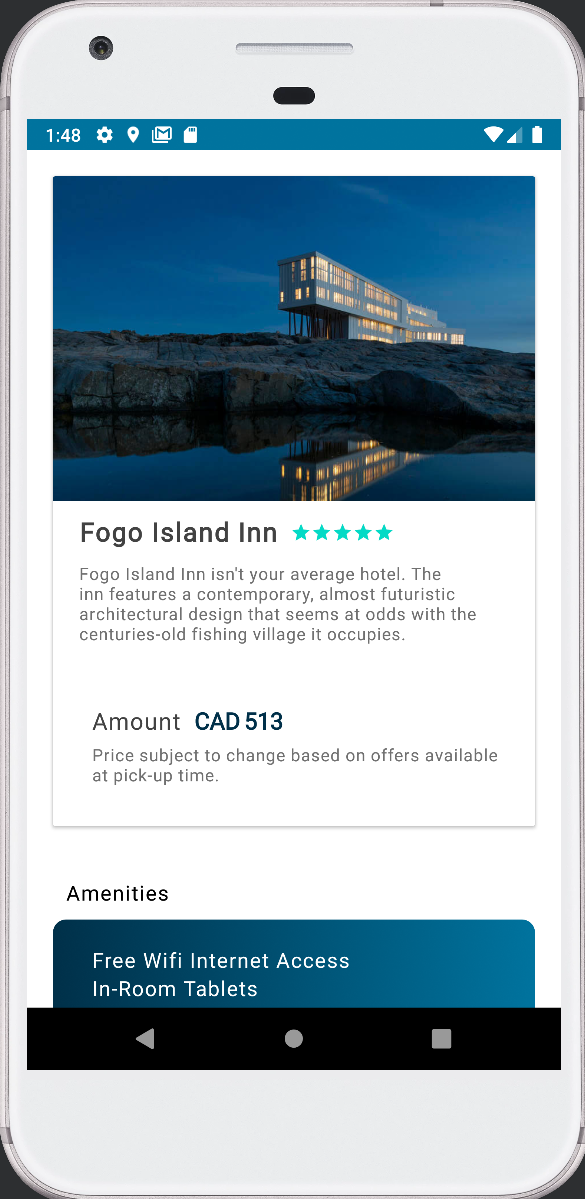 1:48
Fogo Island Inn
Fogo Island Inn isn't your average hotel. The
inn features a contemporary, almost futuristic
architectural design that seems at odds with the
centuries-old fishing village it occupies.
Amount CAD 513
Price subject to change based on offers available
at pick-up time.
Amenities
Free Wifi Internet Access
In-Room Tablets